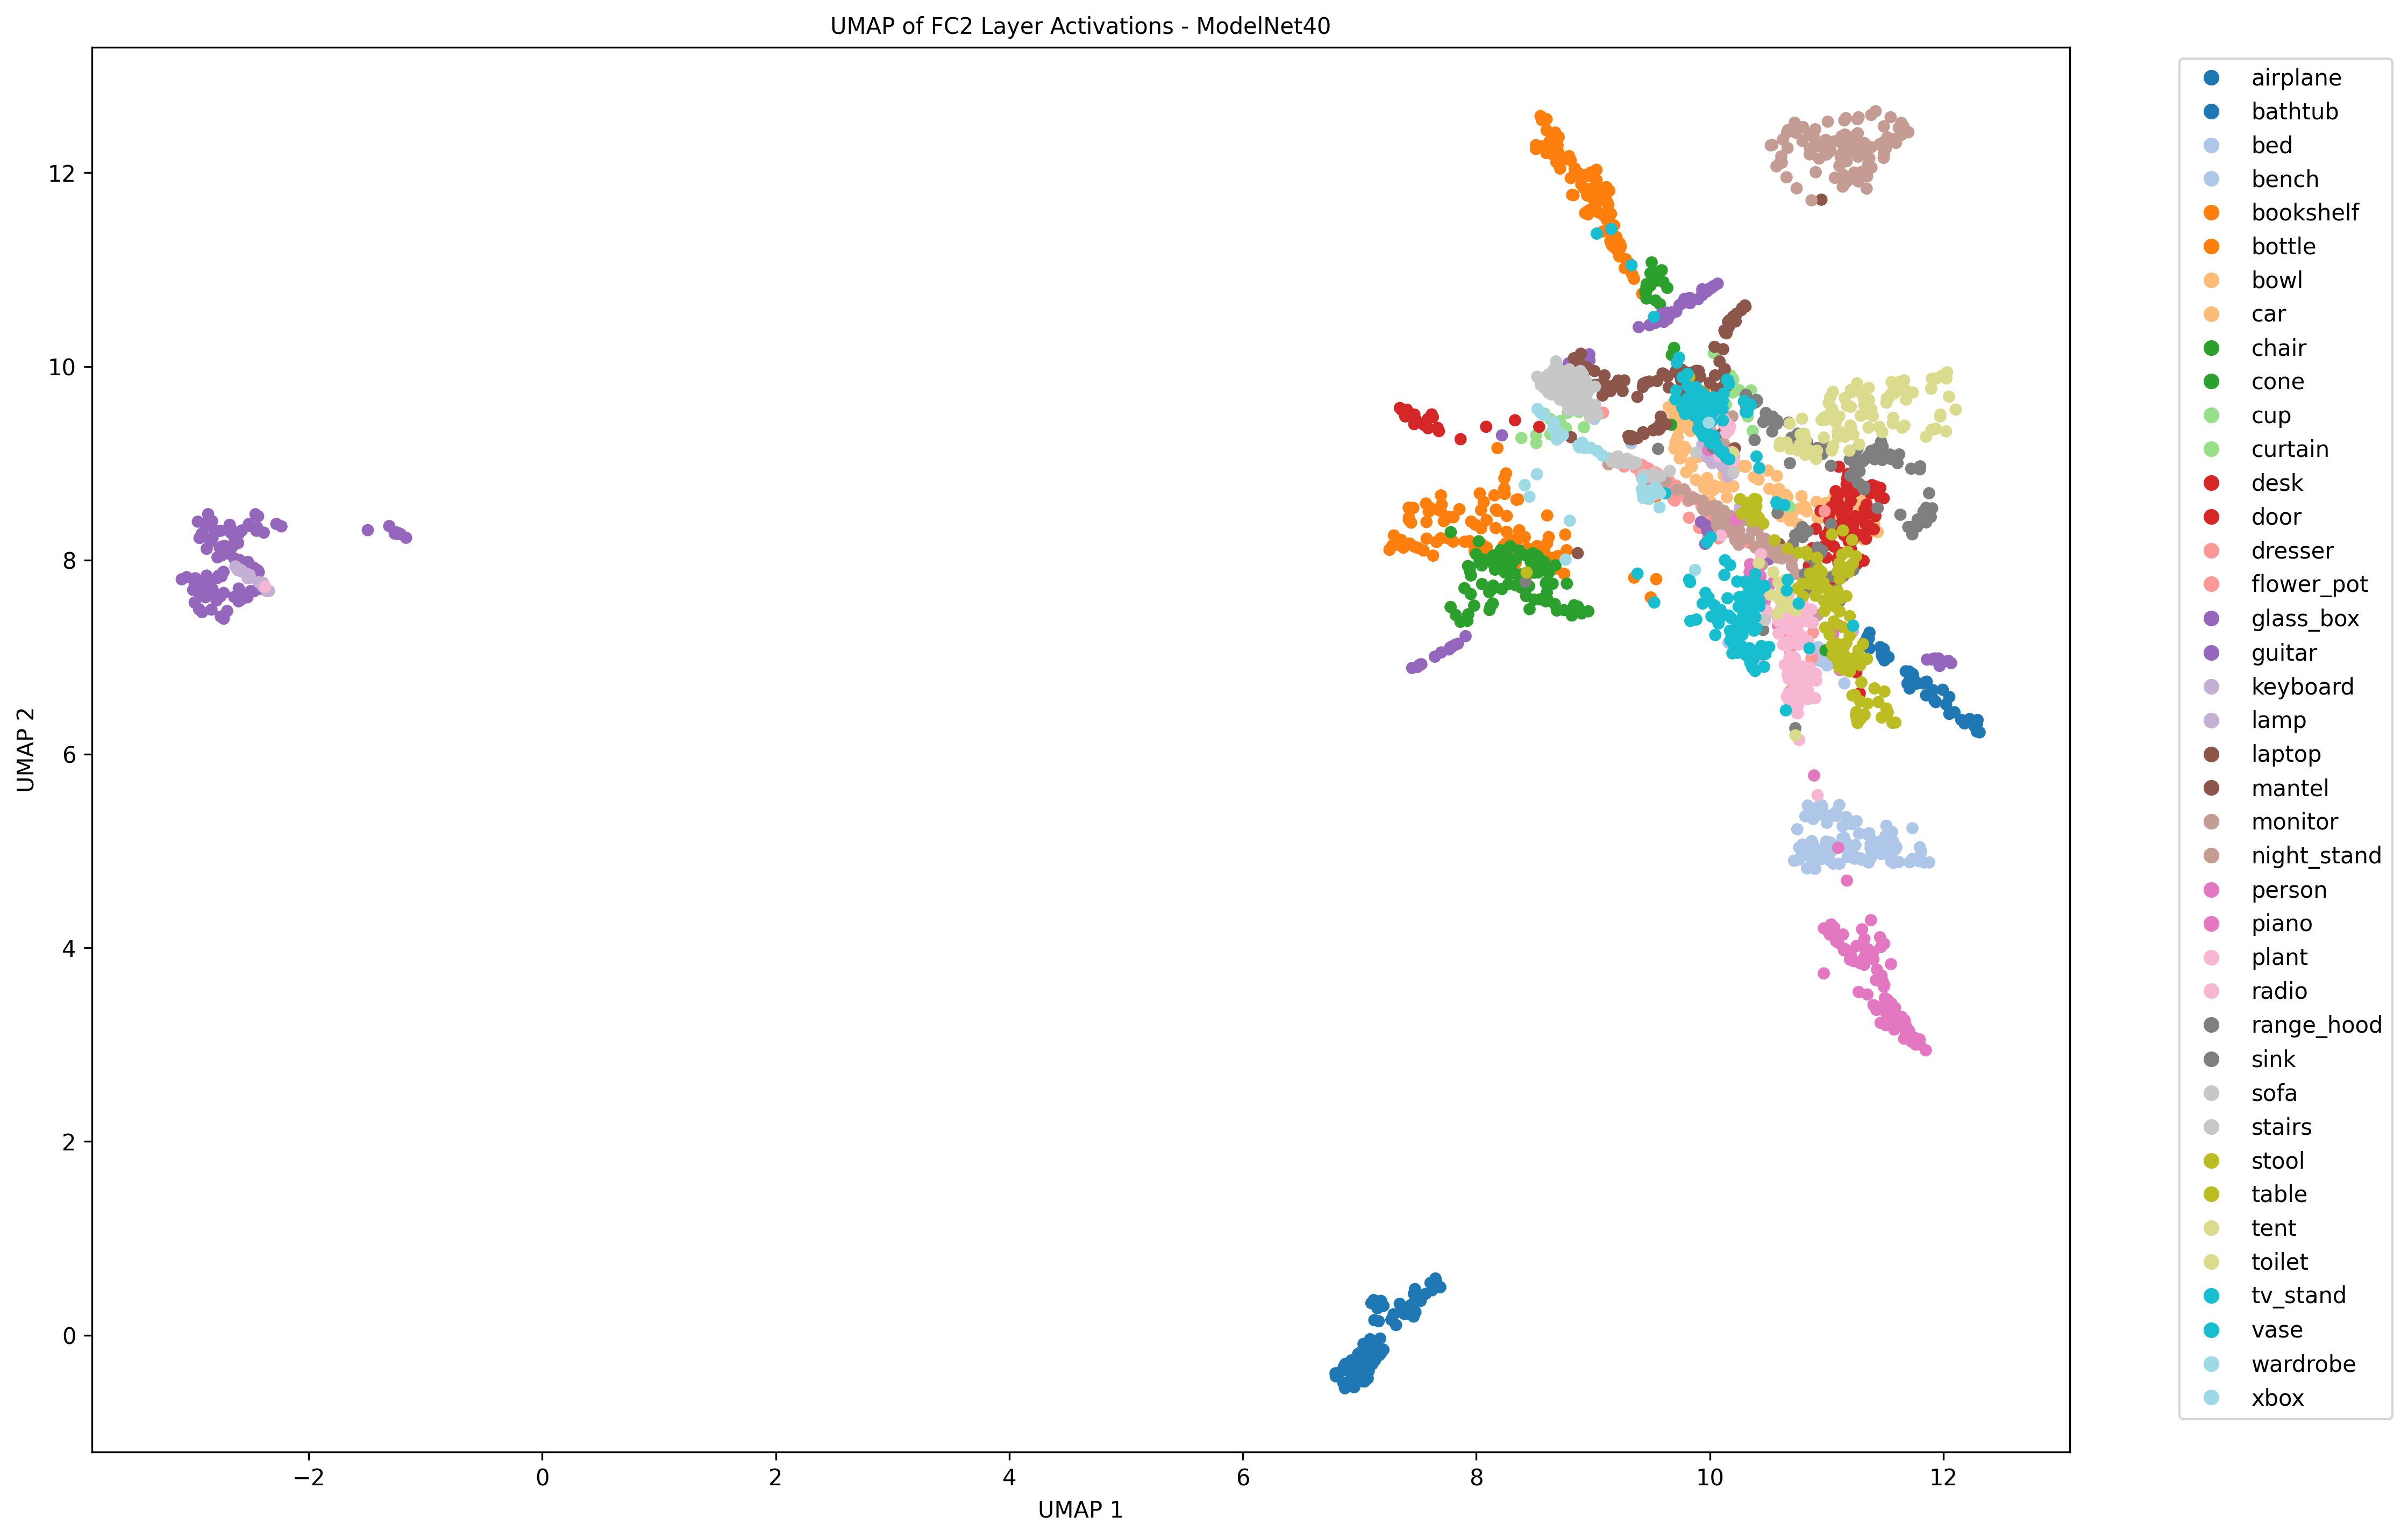 UMAP of FC2 Layer Activations - ModelNet40
12
10
8
6
4
2
0
UMAP 2
−2
0
2
4
6
8
10
12
UMAP 1
airplane
bathtub
bed
bench
bookshelf
bottle
bowl
car
chair
cone
cup
curtain
desk
door
dresser
flower_pot
glass_box
guitar
keyboard
lamp
laptop
mantel
monitor
night_stand
person
piano
plant
radio
range_hood
sink
sofa
stairs
stool
table
tent
toilet
tv_stand
vase
wardrobe
xbox